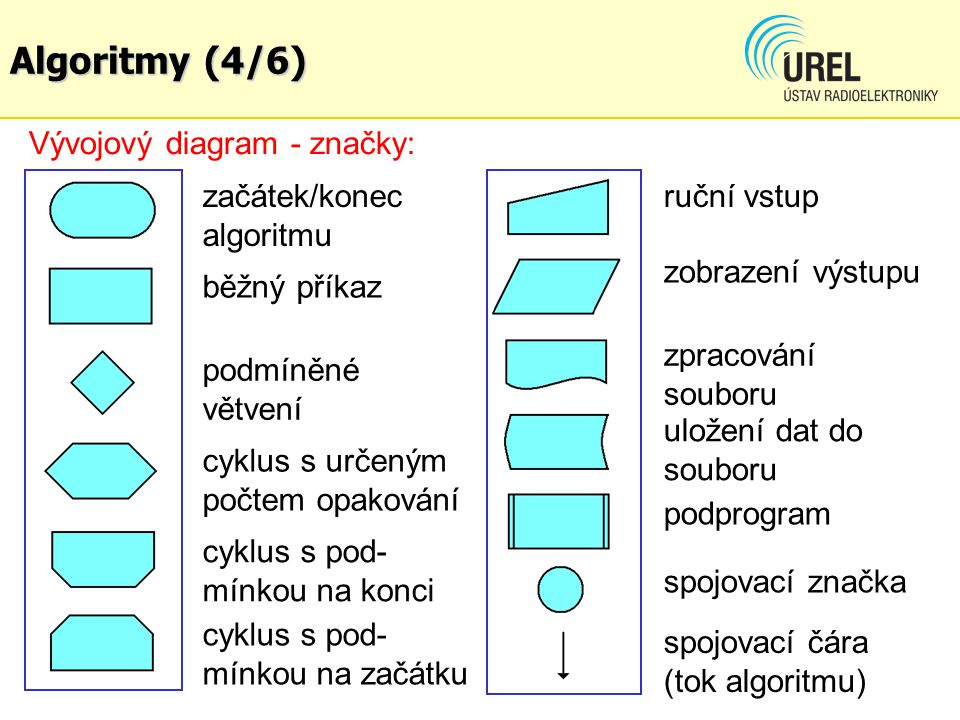 Algoritmy (4/6)
ÚREL
ÚSTAV RADIOELEKTRONIKY
Vývojový diagram - značky:
začátek/konec
algoritmu
běžný příkaz
podmíněné
větvení
cyklus s určeným
počtem opakování
cyklus s pod-
mínkou na konci
cyklus s pod-
mínkou na začátku
ruční vstup
zobrazení výstupu
zpracování
souboru
uložení dat do
souboru
podprogram
spojovací značka
spojovací čára
(tok algoritmu)